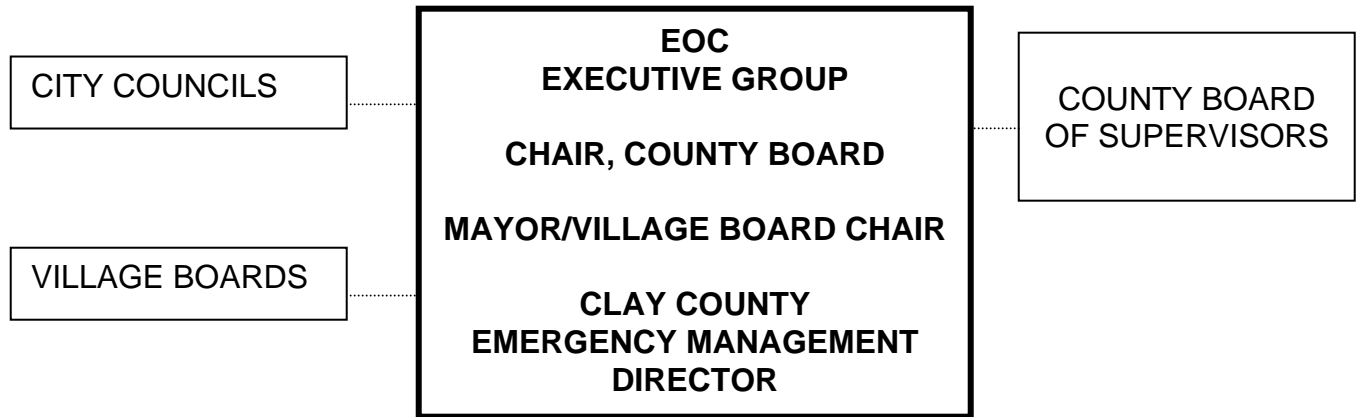 CITY COUNCILS
VILLAGE BOARDS
EOC
EXECUTIVE GROUP
CHAIR, COUNTY BOARD
MAYOR/VILLAGE BOARD CHAIR
CLAY COUNTY
EMERGENCY MANAGEMENT
DIRECTOR
COUNTY BOARD
OF SUPERVISORS